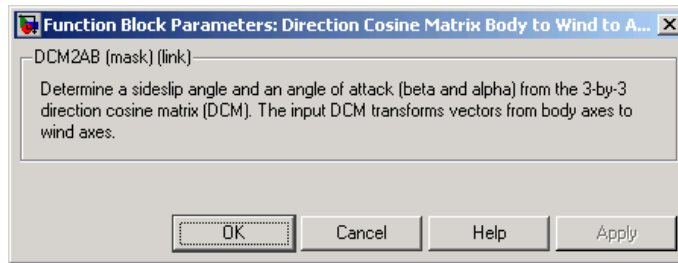 Function Block Parameters: Direction Cosine Matrix Body to Wind to A...
DCM2AB (mask) (link)
Determine a sideslip angle and an angle of attack (beta and alpha) from the 3-by-3
direction cosine matrix (DCM). The input DCM transforms vectors from body axes to
wind axes.
OK Cancel Help Apply